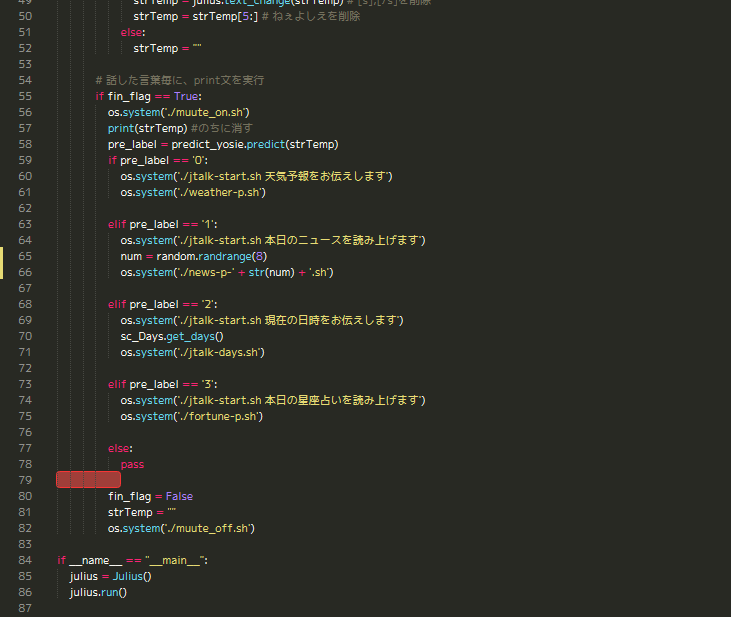 49 strTemp = julius.text_change(strTemp) # [s],[/s]を削除
50 strTemp = strTemp[5:] # ねぇよしえを削除
51 else:
52 strTemp = ""
53
54 # 話した言葉毎に、print文を実行
55 if fin_flag == True:
56 os.system('./muute_on.sh')
57 print(strTemp) #のちに消す
58 pre_label = predict_yosie.predict(strTemp)
59 if pre_label == '0':
60 os.system('./jtalk-start.sh 天気予報をお伝えします')
61 os.system('./weather-p.sh')
62
63 elif pre_label == '1':
64 os.system('./jtalk-start.sh 本日のニュースを読み上げます')
65 num = random.randrange(8)
66 os.system('./news-p-' + str(num) + '.sh')
67
68 elif pre_label == '2':
69 os.system('./jtalk-start.sh 現在の日時をお伝えします')
70 sc_Days.get_days()
71 os.system('./jtalk-days.sh')
72
73 elif pre_label == '3':
74 os.system('./jtalk-start.sh 本日の星座占いを読み上げます')
75 os.system('./fortune-p.sh')
76
77 else:
78 pass
79
80 fin_flag = False
81 strTemp = ""
82 os.system('./muute_off.sh')
83
84 if __name__ == "__main__":
85 julius = Julius()
86 julius.run()
87